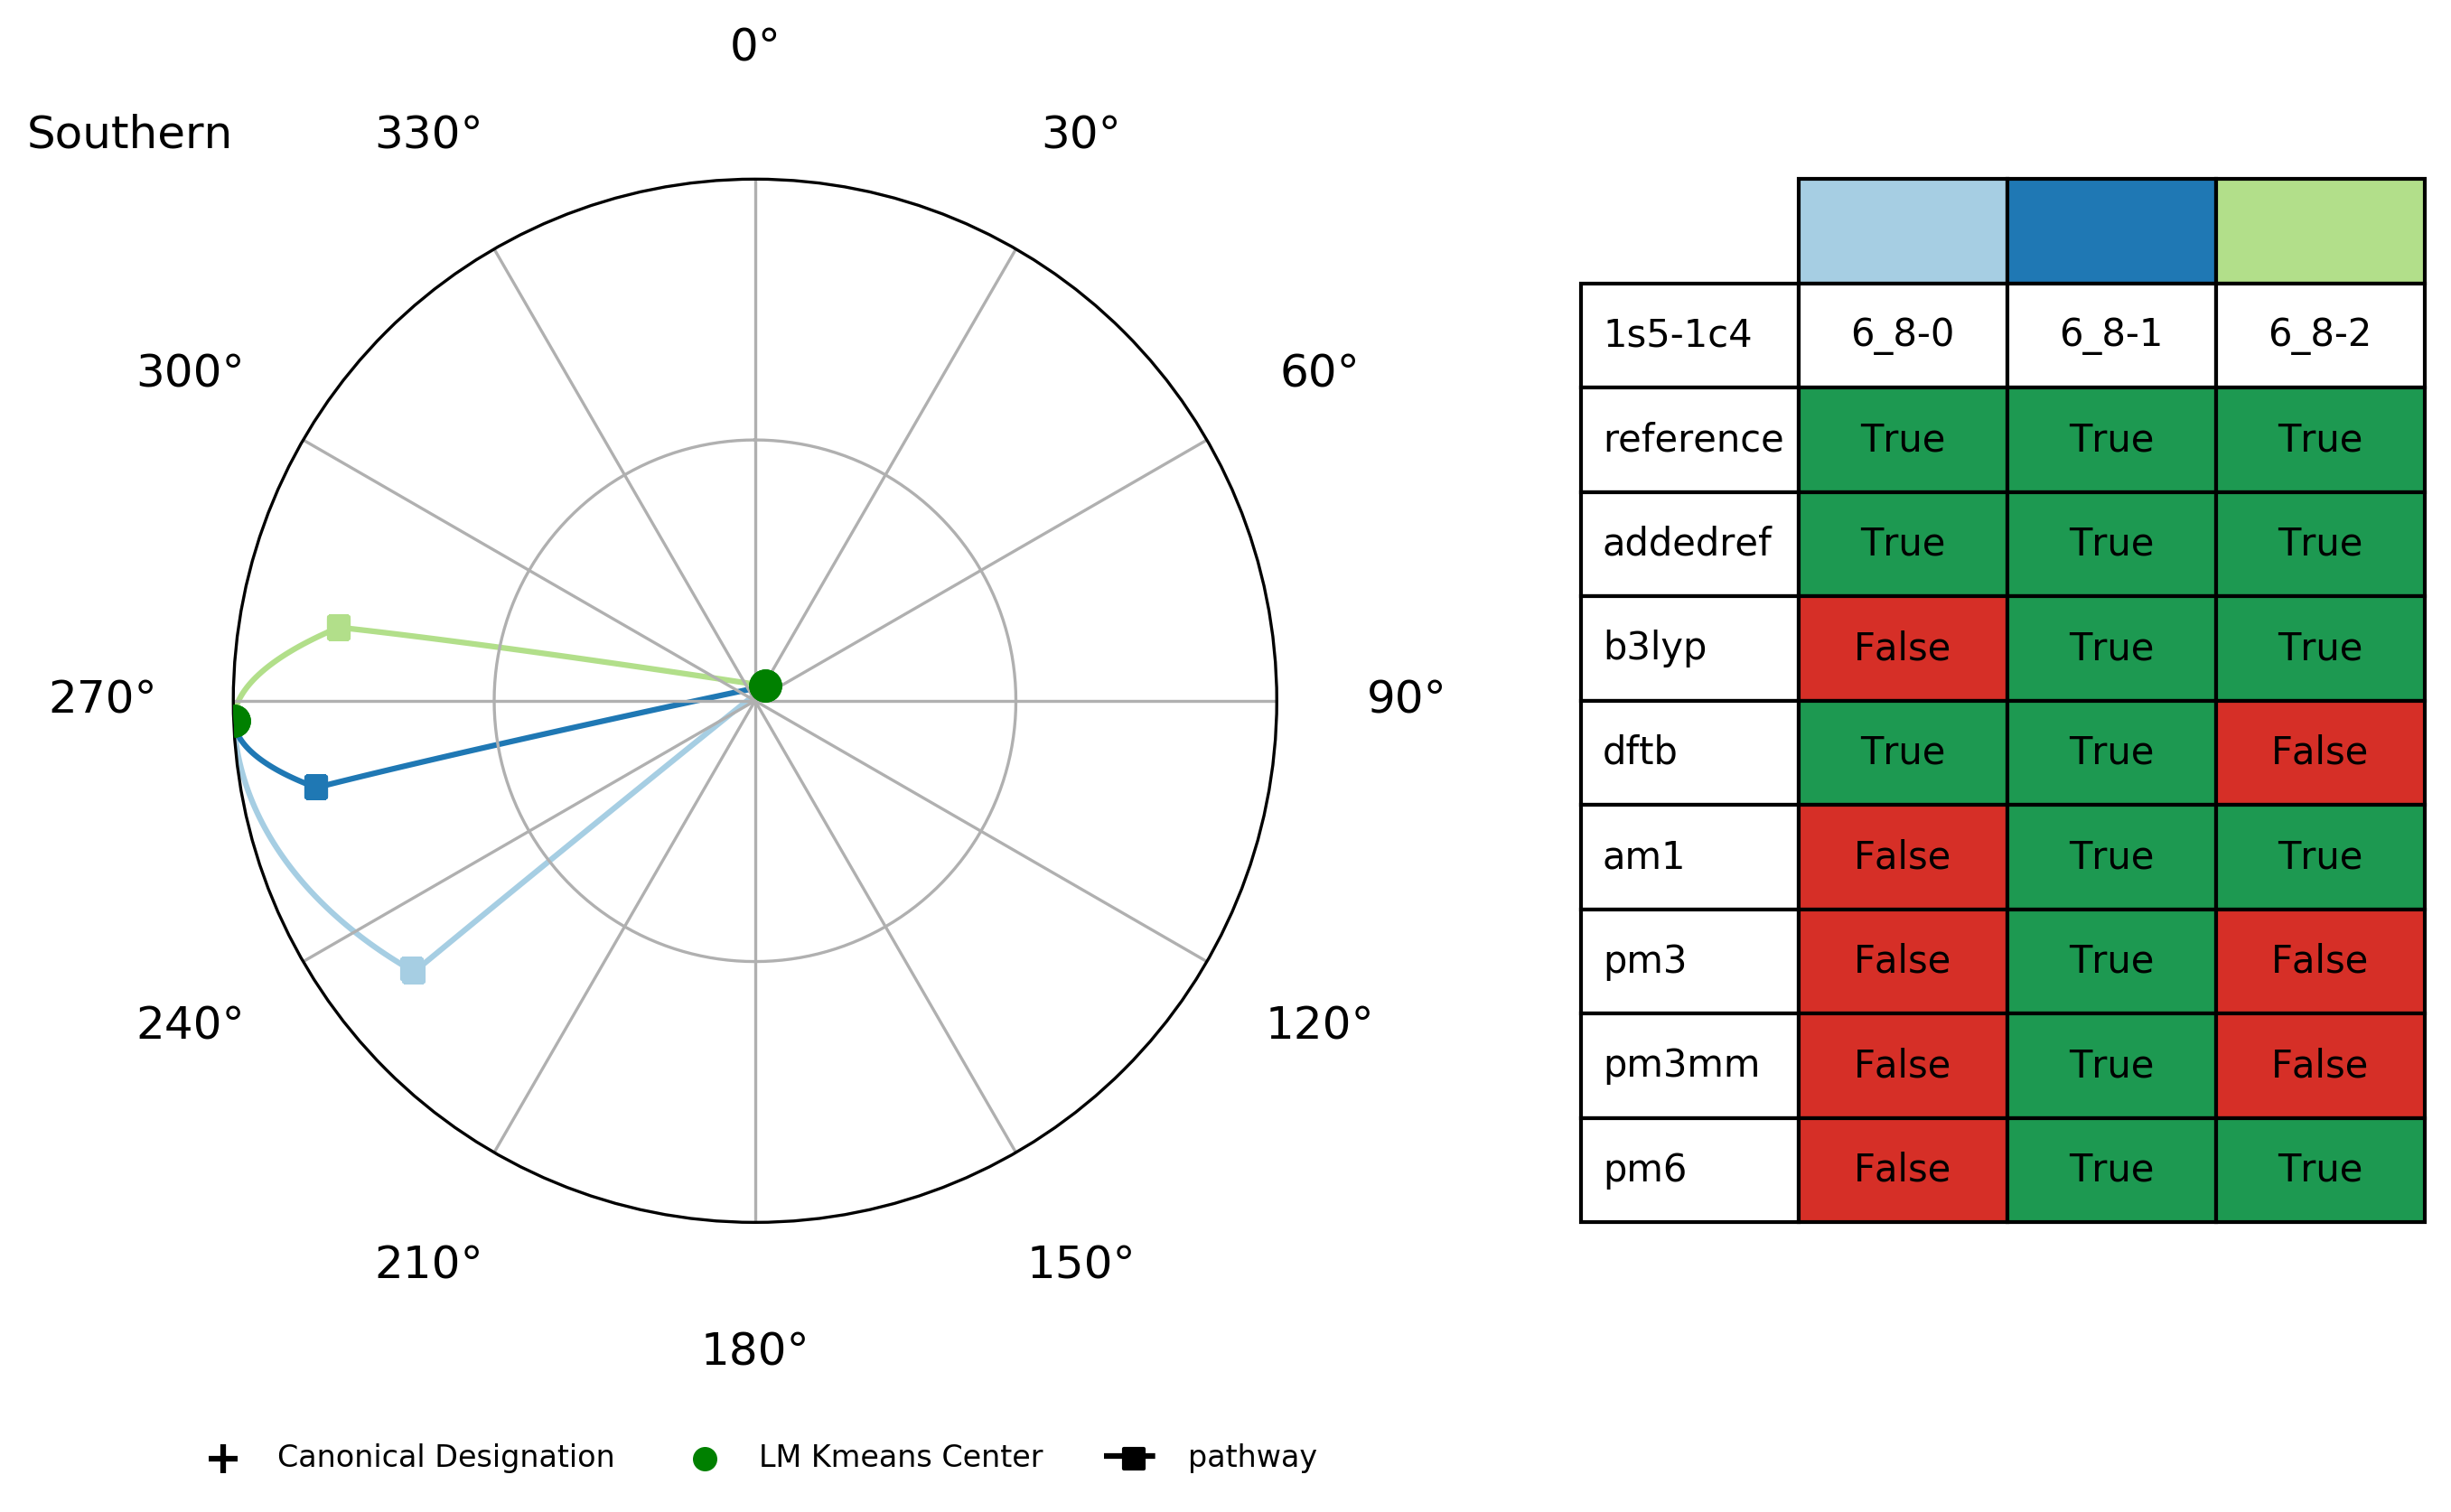 0°
Southern
330°
30°
300°
60°
270°
90°
240°
120°
210°
150°
180°
Canonical Designation
LM Kmeans Center
pathway
1s5-1c4 6_8-0 6_8-1 6_8-2
reference True True True
addedref True True True
b3lyp False True True
dftb True True False
am1 False True True
pm3 False True False
pm3mm False True False
pm6 False True True